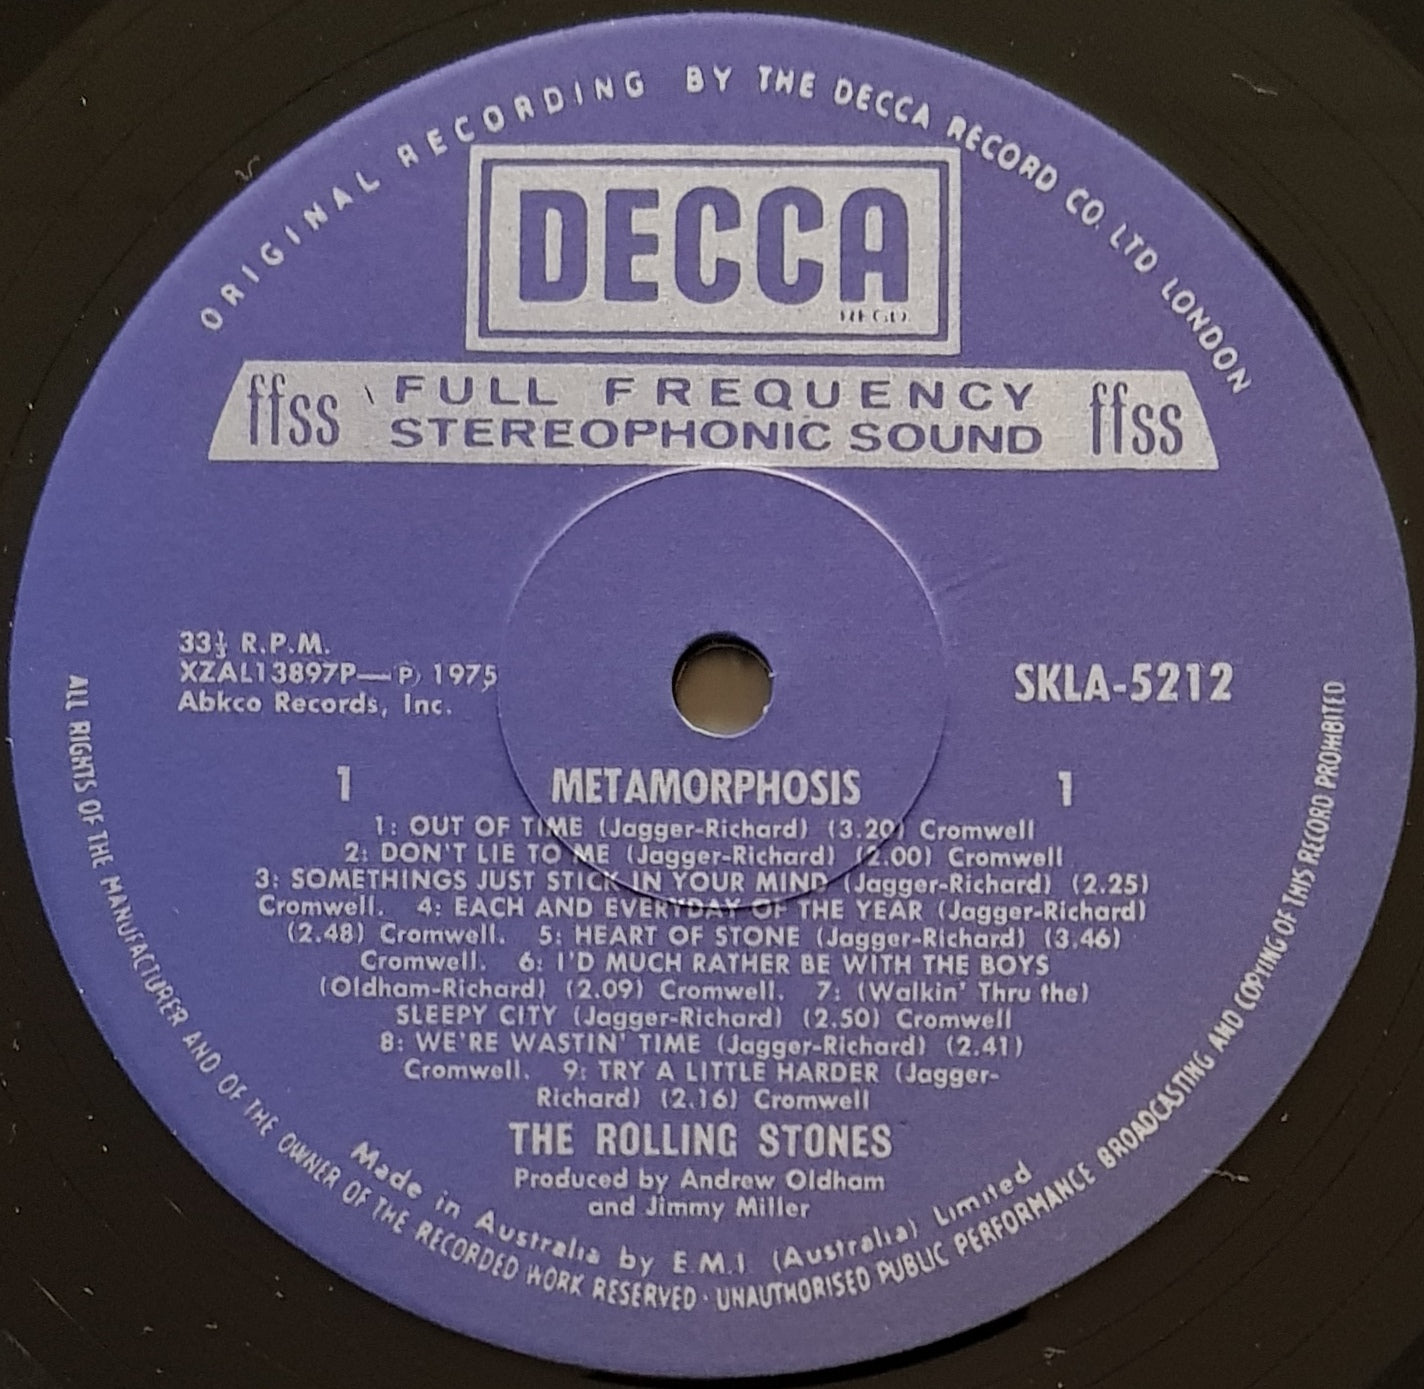 ORIGINAL RECORDING BY THE DECCA RECORD CO. LTD LONDON
DECCA
REGD.
ffss FULL FREQUENCY ffss
STEREOPHONIC SOUND
33⅓ R.P.M.
XZAL13897P—℗ 1975
Abkco Records, Inc.
SKLA-5212
1 METAMORPHOSIS 1
1: OUT OF TIME (Jagger-Richard) (3.20) Cromwell
2: DON'T LIE TO ME (Jagger-Richard) (2.00) Cromwell
3: SOMETHINGS JUST STICK IN YOUR MIND (Jagger-Richard) (2.25)
Cromwell. 4: EACH AND EVERYDAY OF THE YEAR (Jagger-Richard)
(2.48) Cromwell. 5: HEART OF STONE (Jagger-Richard) (3.46)
Cromwell. 6: I'D MUCH RATHER BE WITH THE BOYS
(Oldham-Richard) (2.09) Cromwell. 7: (Walkin' Thru the)
SLEEPY CITY (Jagger-Richard) (2.50) Cromwell
8: WE'RE WASTIN' TIME (Jagger-Richard) (2.41)
Cromwell. 9: TRY A LITTLE HARDER (Jagger-
Richard) (2.16) Cromwell
THE ROLLING STONES
Produced by Andrew Oldham
and Jimmy Miller
Made in Australia by E.M.I (Australia) Limited
ALL RIGHTS OF THE MANUFACTURER AND OF THE OWNER OF THE RECORDED WORK RESERVED · UNAUTHORISED PUBLIC PERFORMANCE BROADCASTING AND COPYING OF THIS RECORD PROHIBITED